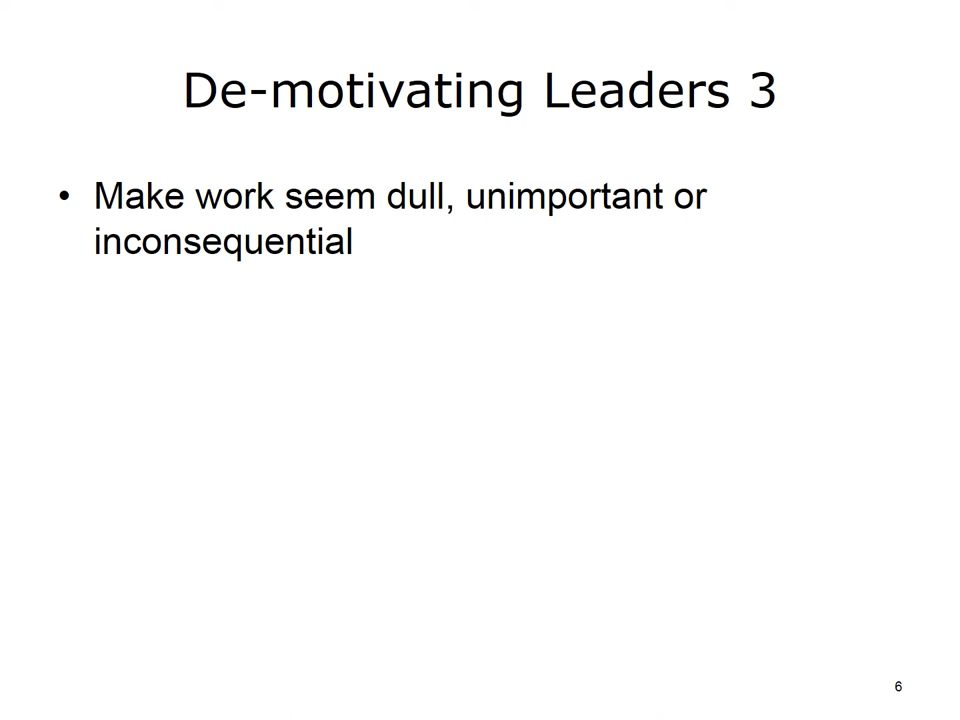 De-motivating Leaders 3
• Make work seem dull, unimportant or
inconsequential
6